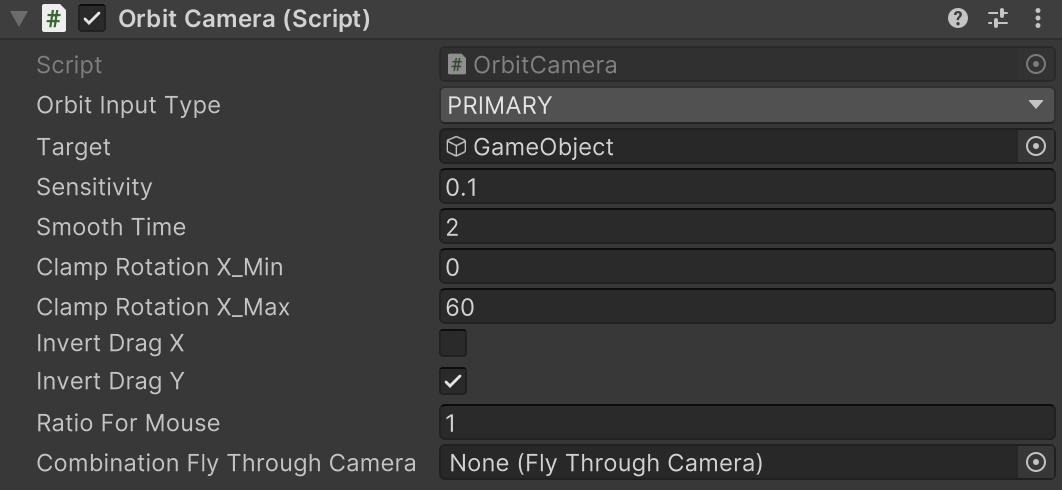 Orbit Camera (Script)
Script # OrbitCamera
Orbit Input Type PRIMARY
Target GameObject
Sensitivity 0.1
Smooth Time 2
Clamp Rotation X_Min 0
Clamp Rotation X_Max 60
Invert Drag X
Invert Drag Y
Ratio For Mouse 1
Combination Fly Through Camera None (Fly Through Camera)